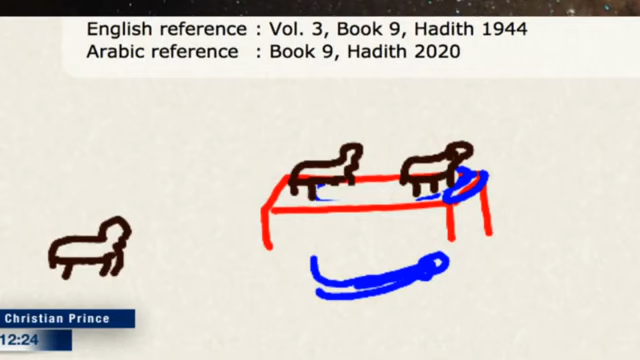 English reference : Vol. 3, Book 9, Hadith 1944
Arabic reference : Book 9, Hadith 2020
Christian Prince
12:24